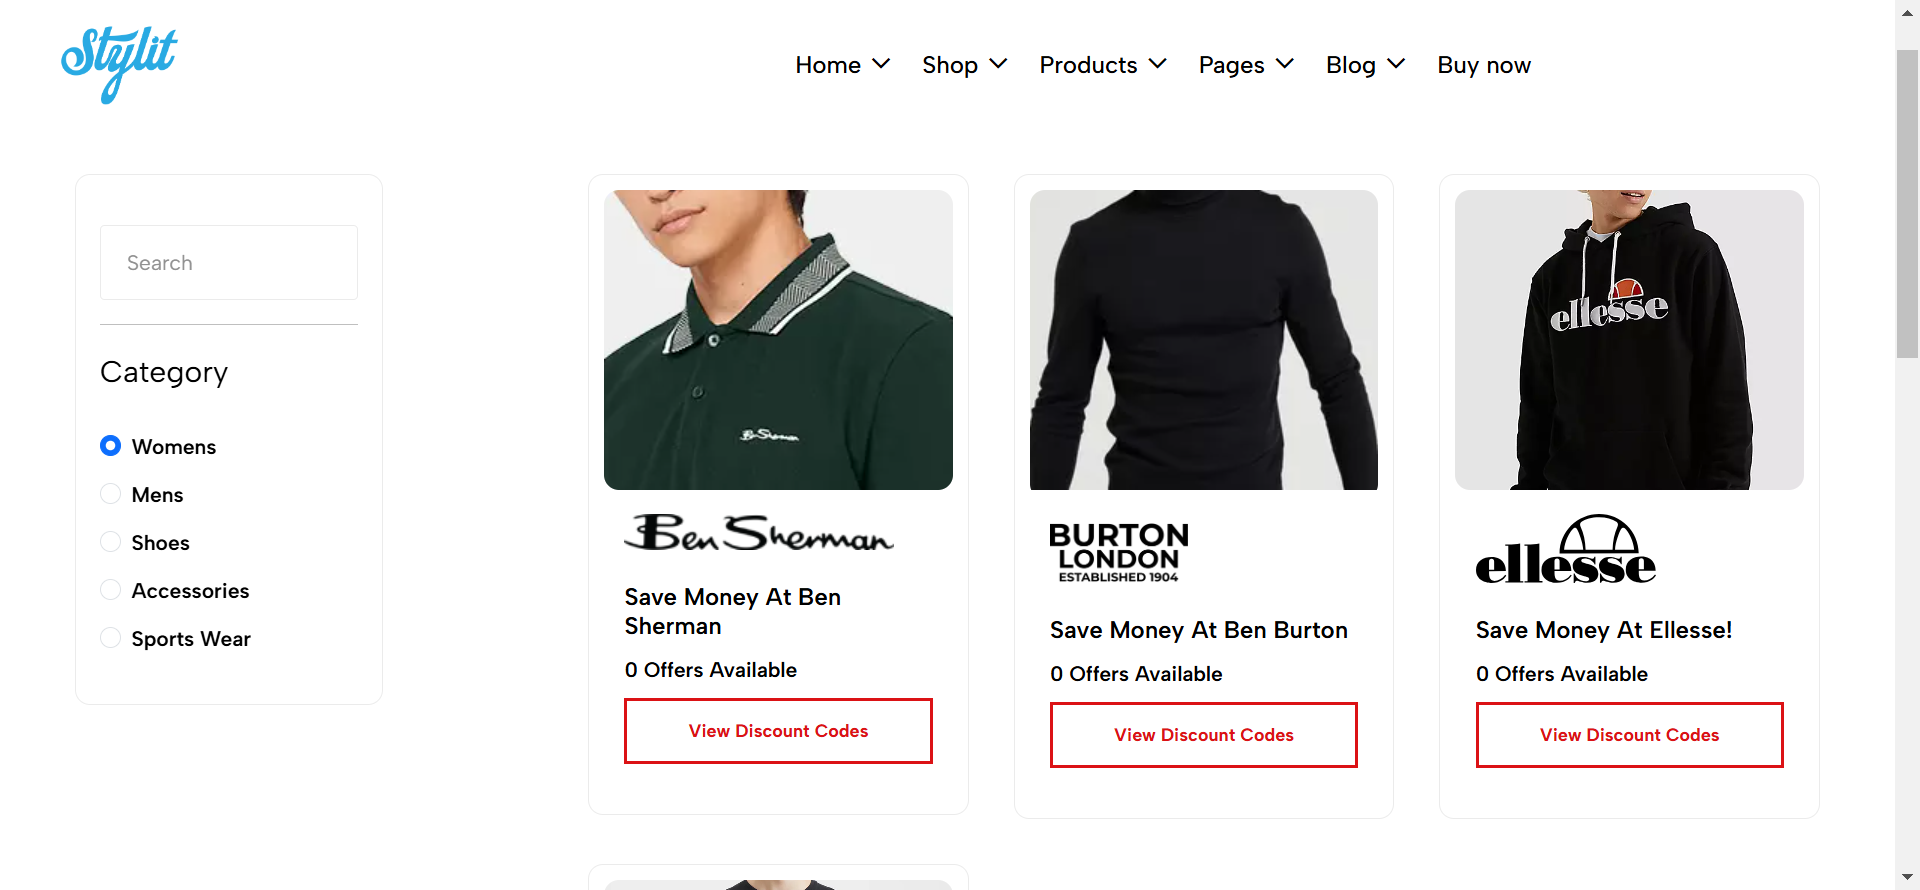 Stylit
Home
Shop
Products
Pages
Blog
Buy now
Search
Category
Womens
Mens
Shoes
Accessories
Sports Wear
Ben Sherman
Ben Sherman
Save Money At Ben
Sherman
0 Offers Available
View Discount Codes
BURTON
LONDON
ESTABLISHED 1904
Save Money At Ben Burton
0 Offers Available
View Discount Codes
ellesse
ellesse
Save Money At Ellesse!
0 Offers Available
View Discount Codes